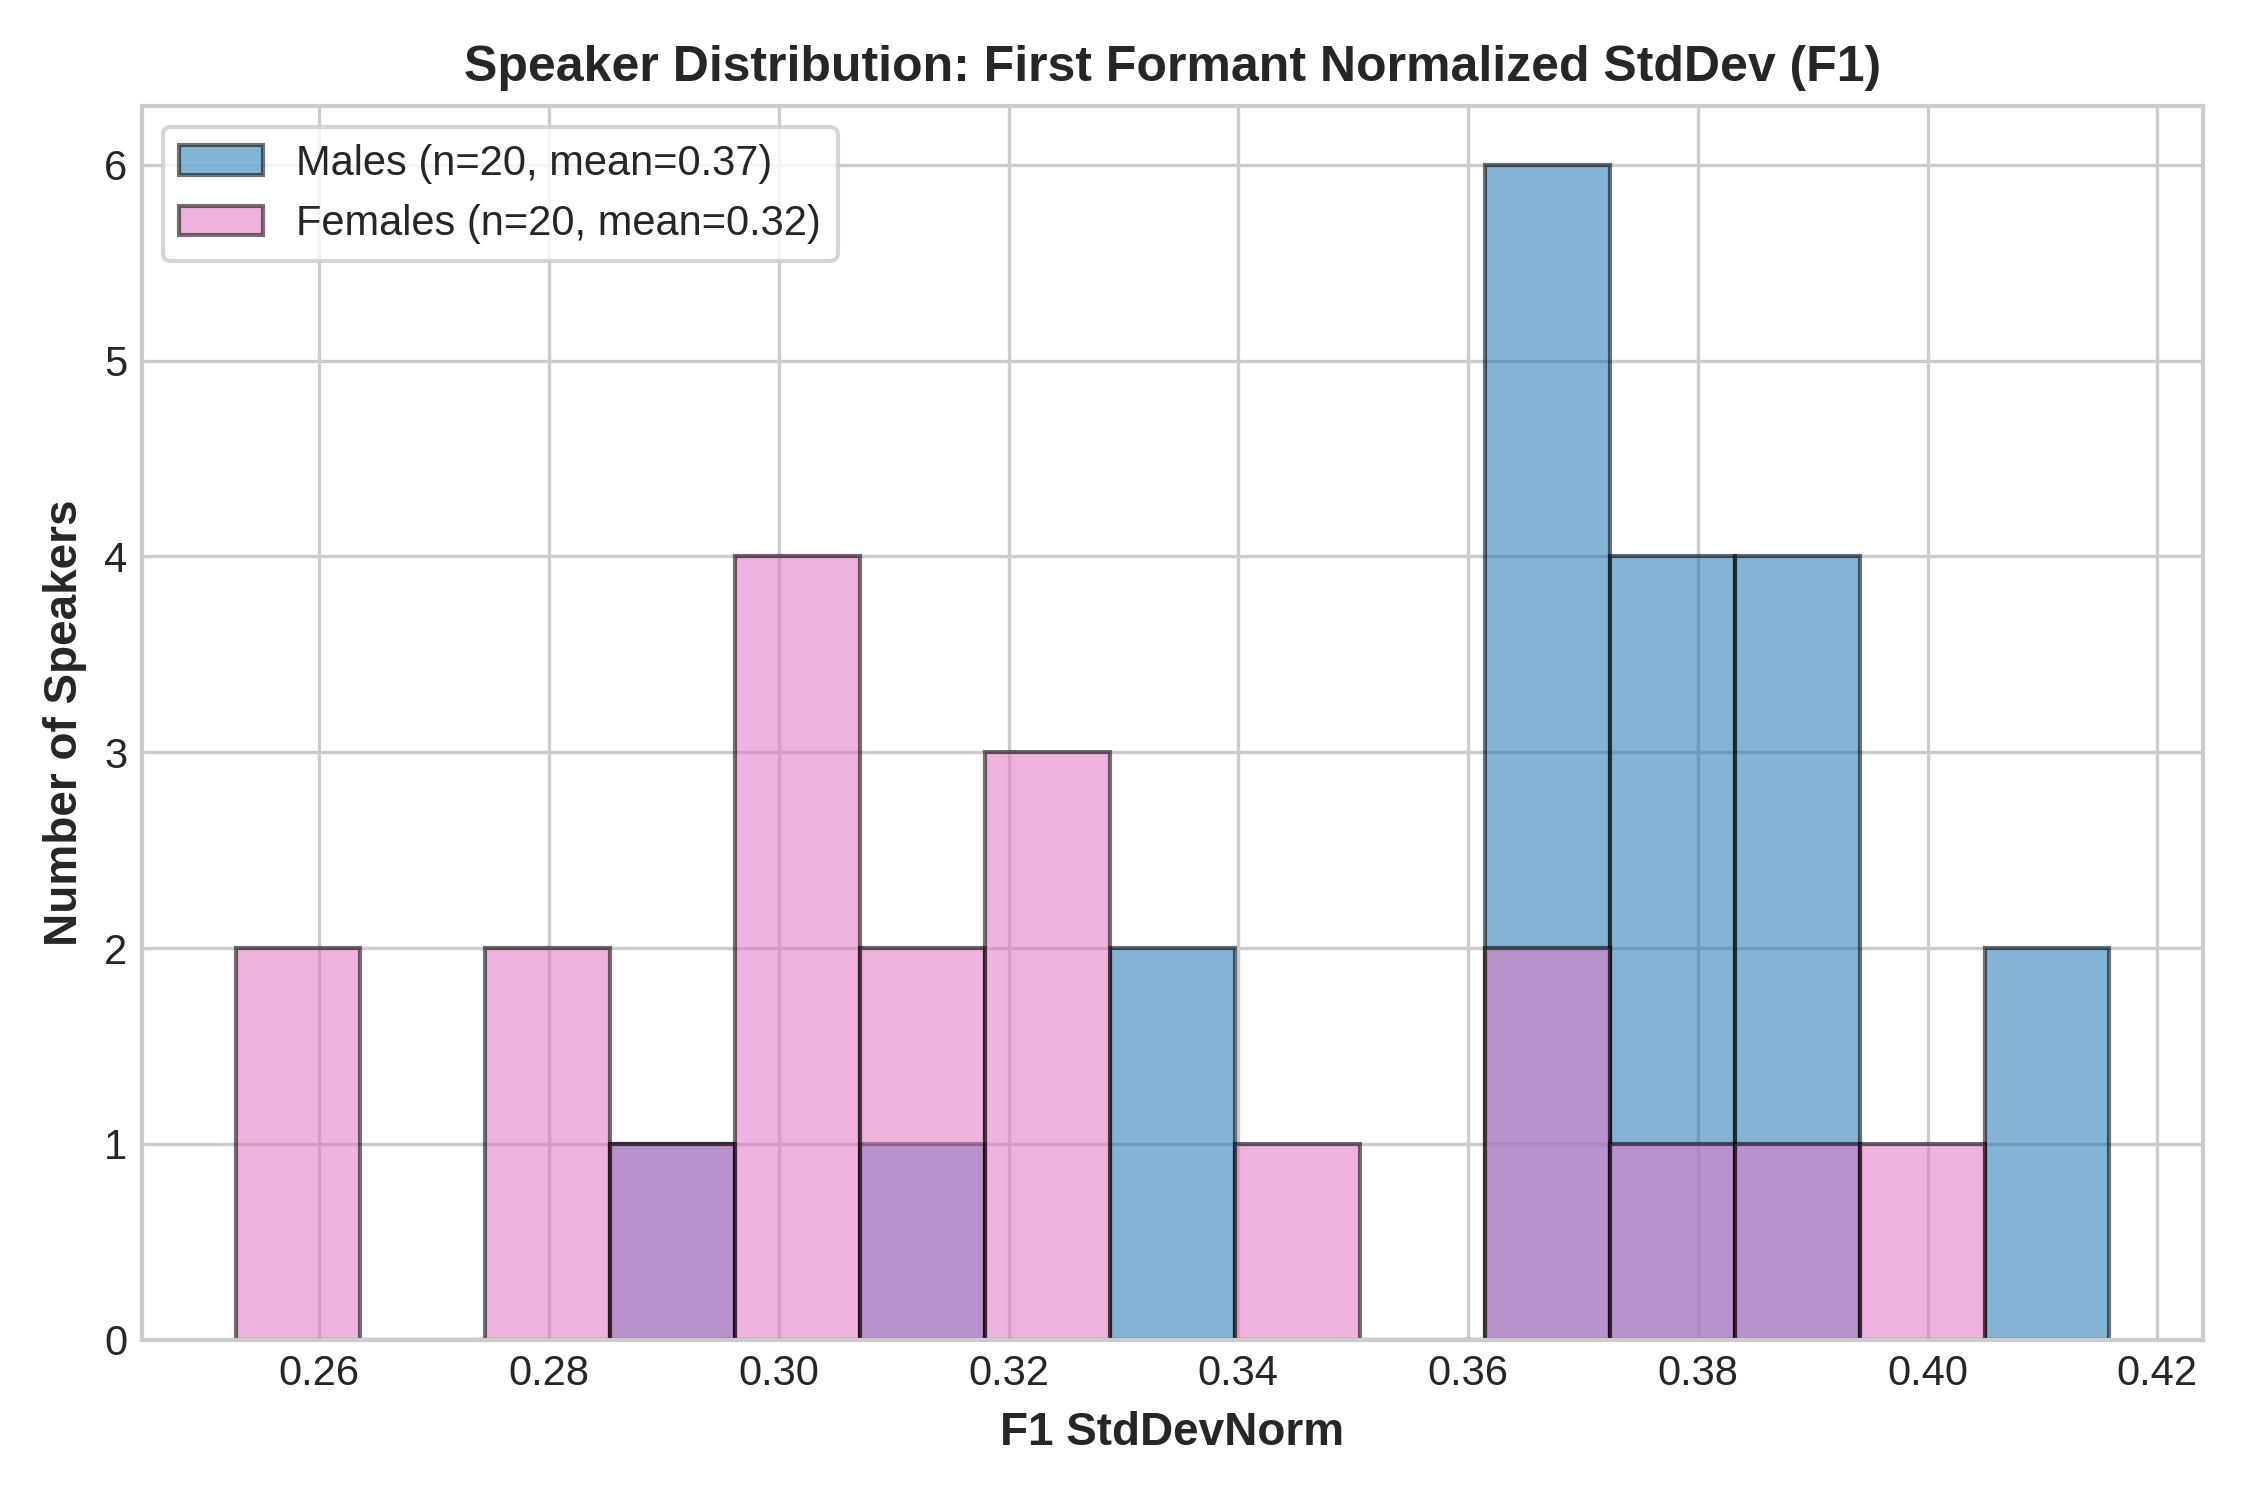 Speaker Distribution: First Formant Normalized StdDev (F1)
Males (n=20, mean=0.37)
Females (n=20, mean=0.32)
6
5
4
3
2
1
0
Number of Speakers
0.26 0.28 0.30 0.32 0.34 0.36 0.38 0.40 0.42
F1 StdDevNorm